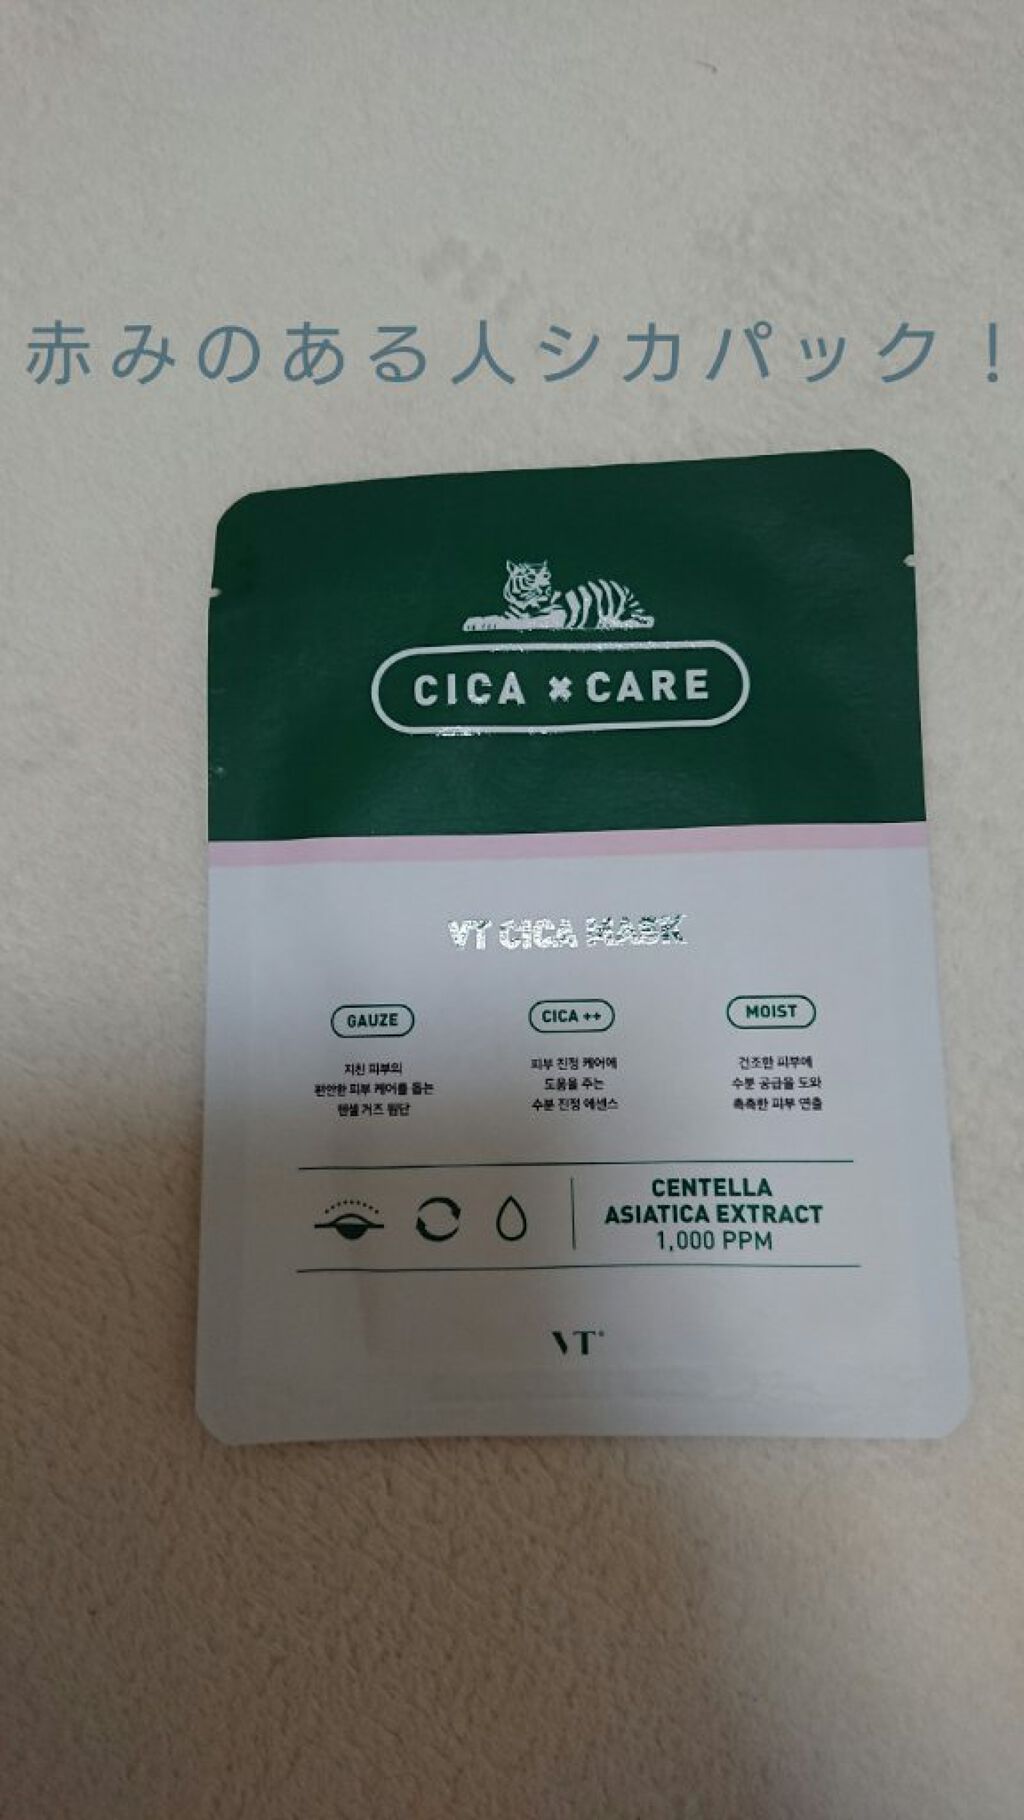 赤みのある人シカパック！
CICA × CARE
VT CICA MASK
GAUZE
지친 피부의
편안한 피부 케어를 돕는
텐셀 거즈 원단
CICA ++
피부 진정 케어에
도움을 주는
수분 진정 에센스
MOIST
건조한 피부에
수분 공급을 도와
촉촉한 피부 연출
CENTELLA
ASIATICA EXTRACT
1,000 PPM
VT